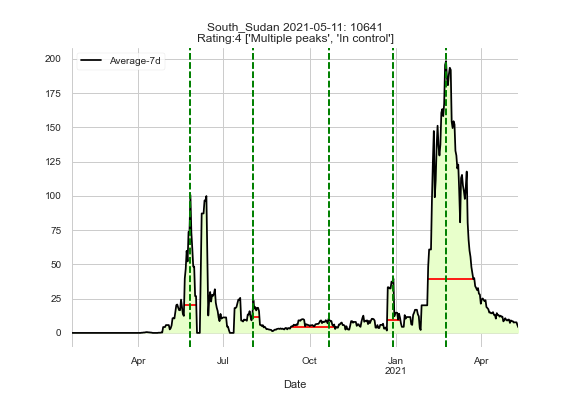 South_Sudan 2021-05-11: 10641
Rating:4 ['Multiple peaks', 'In control']
Average-7d
200
175
150
125
100
75
50
25
0
Apr
Jul
Oct
Jan
2021
Apr
Date